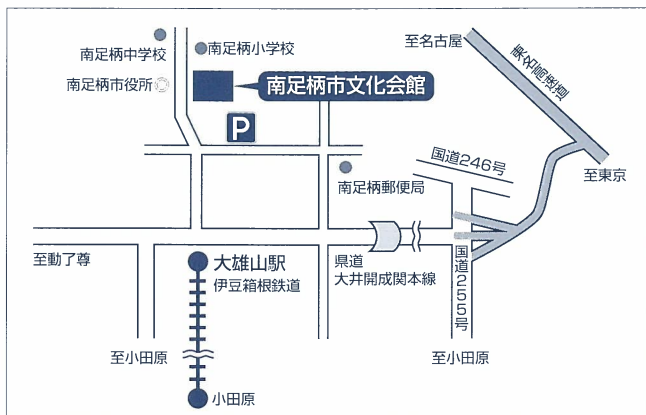 南足柄中学校
南足柄小学校
南足柄市役所
南足柄市文化会館
P
至名古屋
東名高速道
至東京
国道246号
南足柄郵便局
至動了尊
大雄山駅
伊豆箱根鉄道
県道
大井開成関本線
国道255号
至小田原
至小田原
小田原